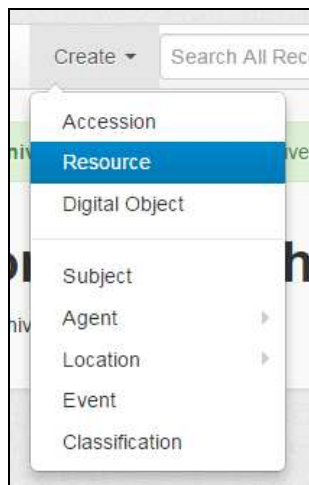 Create
Search All Rec
Accession
Resource
Digital Object
Subject
Agent
Location
Event
Classification